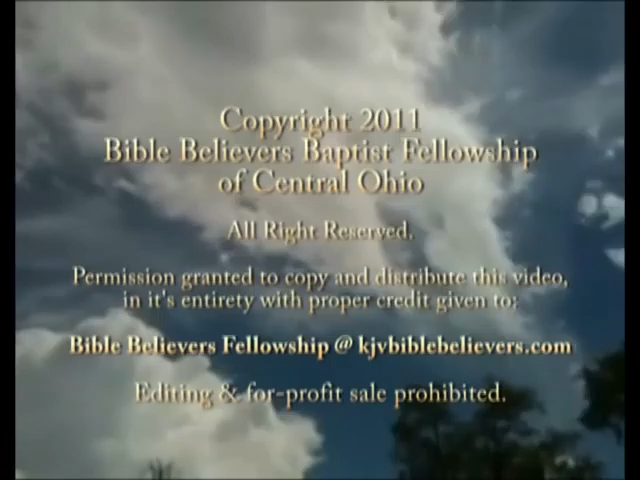 Copyright 2011
Bible Believers Baptist Fellowship
of Central Ohio
All Right Reserved.
Permission granted to copy and distribute this video,
in it's entirety with proper credit given to:
Bible Believers Fellowship @ kjvbiblebelievers.com
Editing & for-profit sale prohibited.